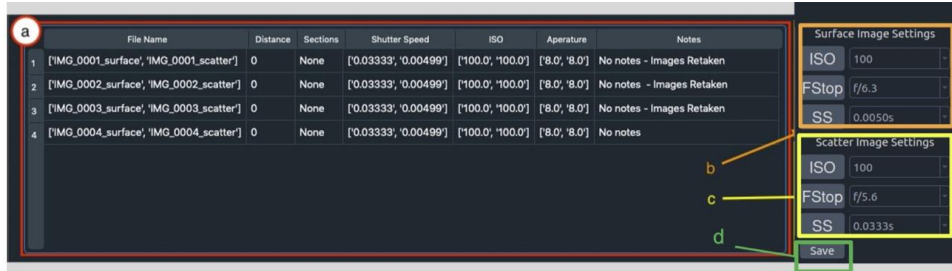 a
File Name Distance Sections Shutter Speed ISO Aperature Notes
1 ['IMG_0001_surface', 'IMG_0001_scatter'] 0 None ['0.03333', '0.00499'] ['100.0', '100.0'] ['8.0', '8.0'] No notes - Images Retaken
2 ['IMG_0002_surface', 'IMG_0002_scatter'] 0 None ['0.03333', '0.00499'] ['100.0', '100.0'] ['8.0', '8.0'] No notes - Images Retaken
3 ['IMG_0003_surface', 'IMG_0003_scatter'] 0 None ['0.03333', '0.00499'] ['100.0', '100.0'] ['8.0', '8.0'] No notes - Images Retaken
4 ['IMG_0004_surface', 'IMG_0004_scatter'] 0 None ['0.03333', '0.00499'] ['100.0', '100.0'] ['8.0', '8.0'] No notes
b
c
d
Surface Image Settings
ISO 100
FStop f/6.3
SS 0.0050s
Scatter Image Settings
ISO 100
FStop f/5.6
SS 0.0333s
Save